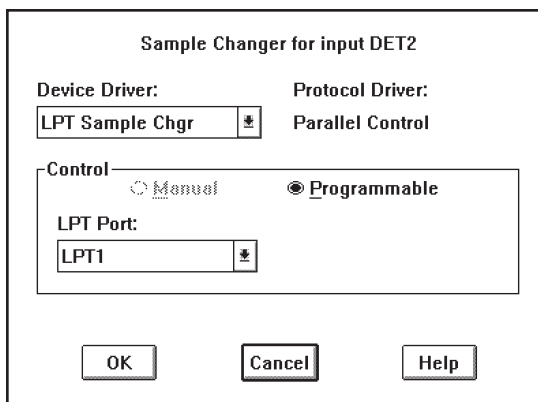 Sample Changer for input DET2
Device Driver:
Protocol Driver:
LPT Sample Chgr
Parallel Control
Control
Manual
Programmable
LPT Port:
LPT1
OK
Cancel
Help